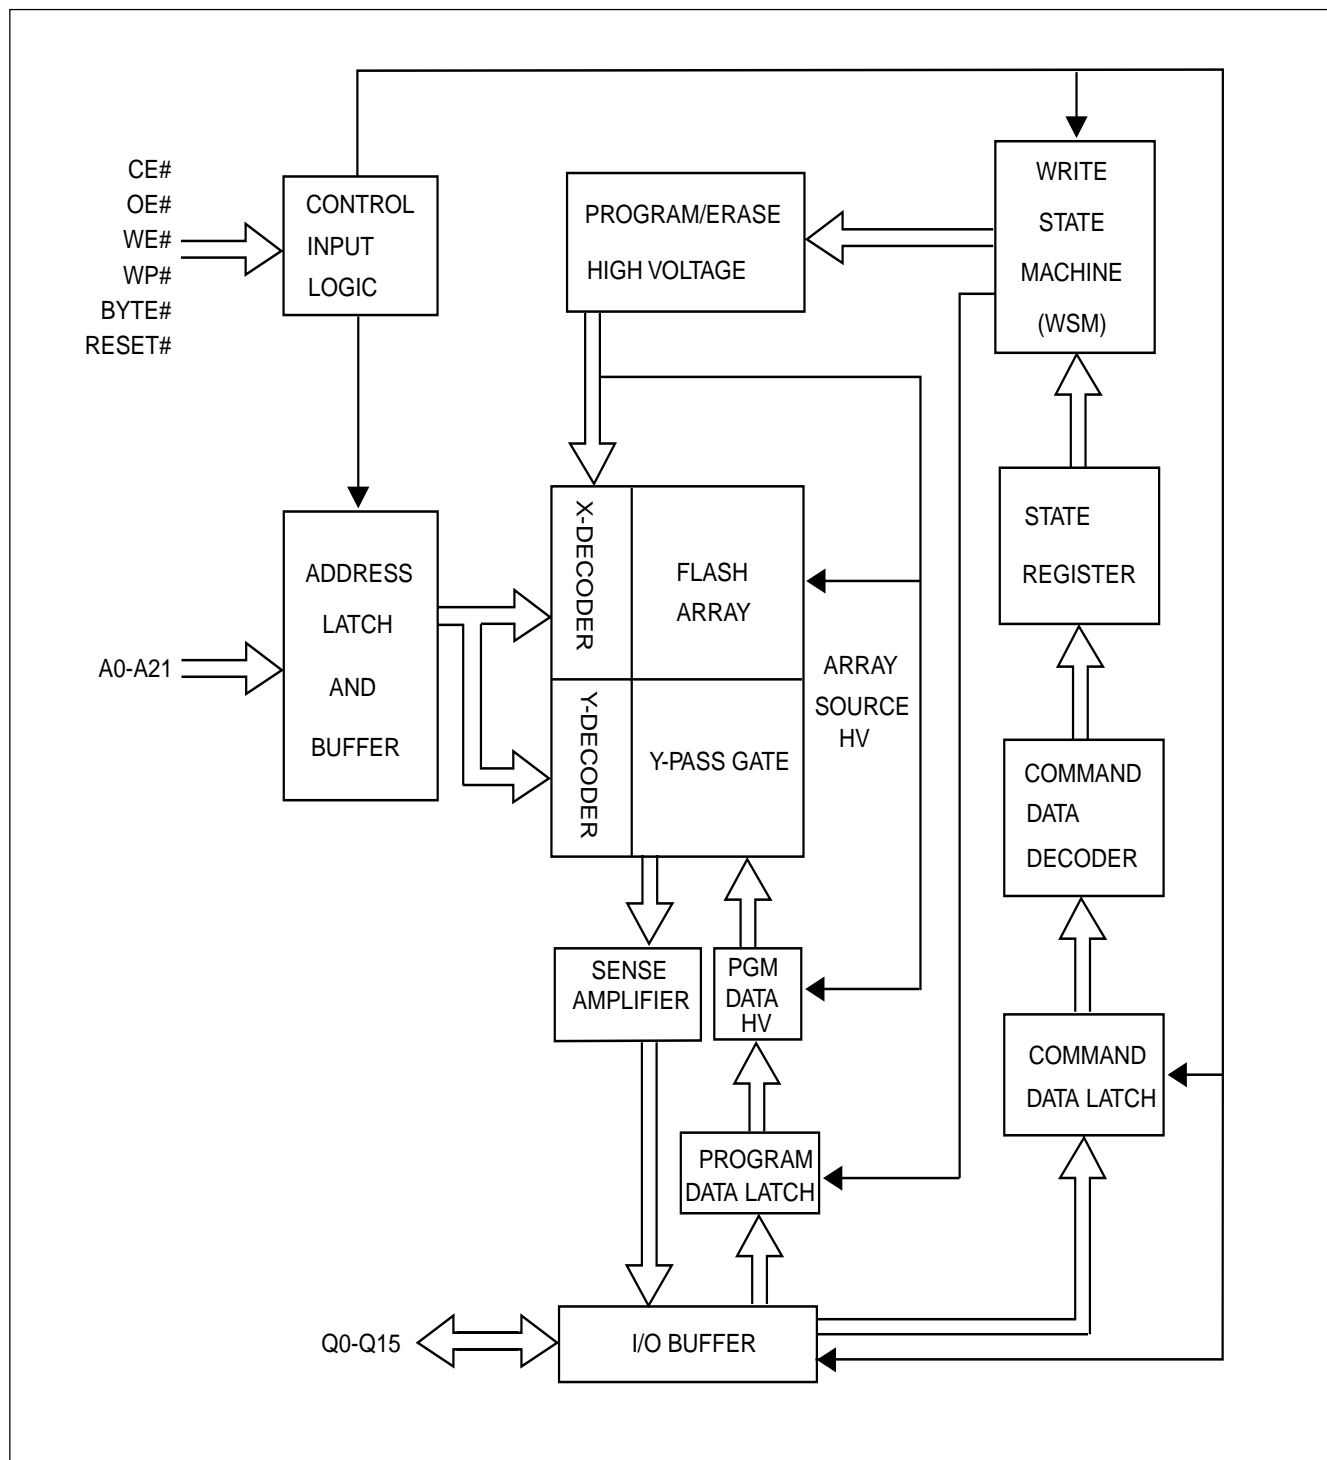 CE#
OE#
WE#
WP#
BYTE#
RESET#
CONTROL
INPUT
LOGIC
PROGRAM/ERASE
HIGH VOLTAGE
WRITE
STATE
MACHINE
(WSM)
STATE
REGISTER
X-DECODER
FLASH
ARRAY
ADDRESS
LATCH
AND
BUFFER
A0-A21
ARRAY
SOURCE
HV
Y-DECODER
Y-PASS GATE
COMMAND
DATA
DECODER
SENSE
AMPLIFIER
PGM
DATA
HV
COMMAND
DATA LATCH
PROGRAM
DATA LATCH
Q0-Q15
I/O BUFFER